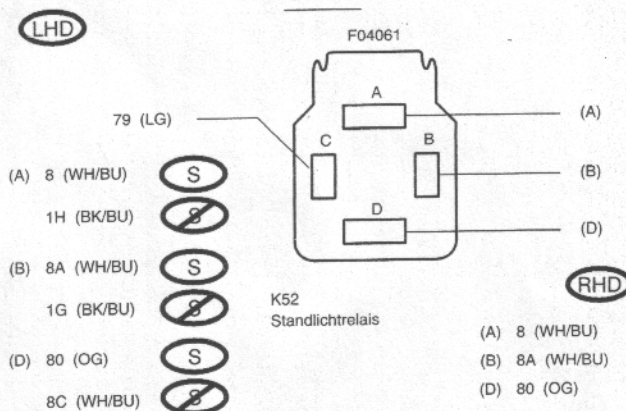 LHD
F04061
A
79 (LG)
C
B
(A)
(A) 8 (WH/BU) S
(B)
1H (BK/BU) S
D
(D)
(B) 8A (WH/BU) S
RHD
1G (BK/BU) S
K52
Standlichtrelais
(A) 8 (WH/BU)
(D) 80 (OG) S
(B) 8A (WH/BU)
8C (WH/BU) S
(D) 80 (OG)